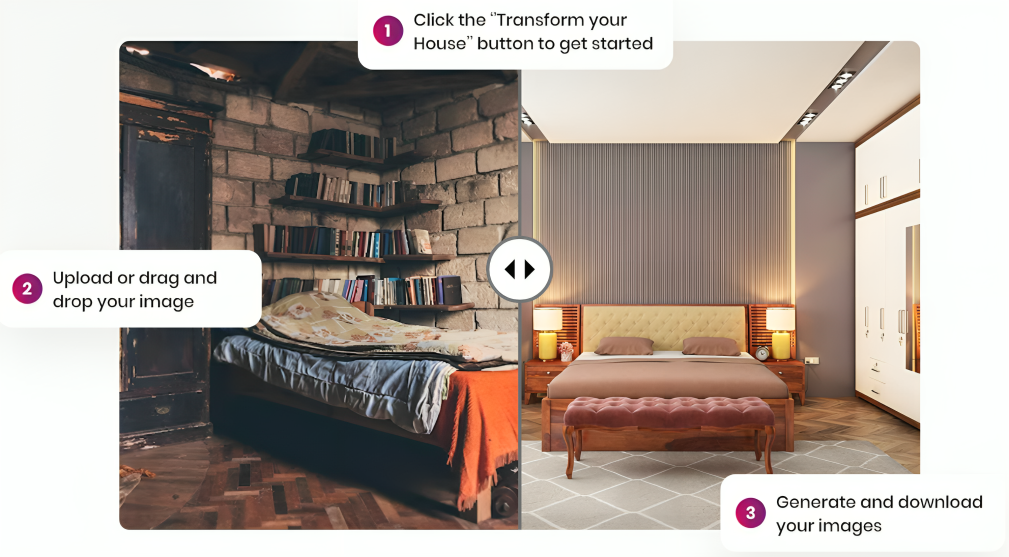 1
Click the "Transform your
House" button to get started
2
Upload or drag and
drop your image
3
Generate and download
your images